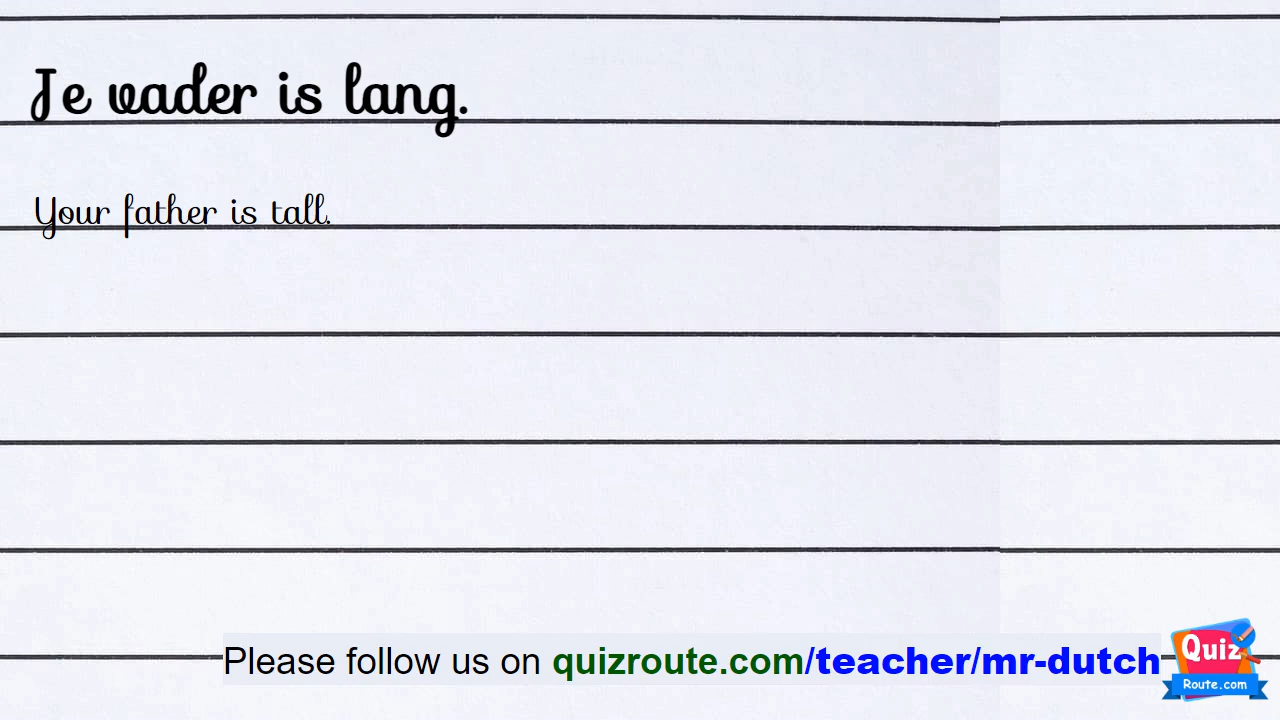 Je vader is lang.
Your father is tall.
Please follow us on quizroute.com/teacher/mr-dutch
Quiz
Route.com